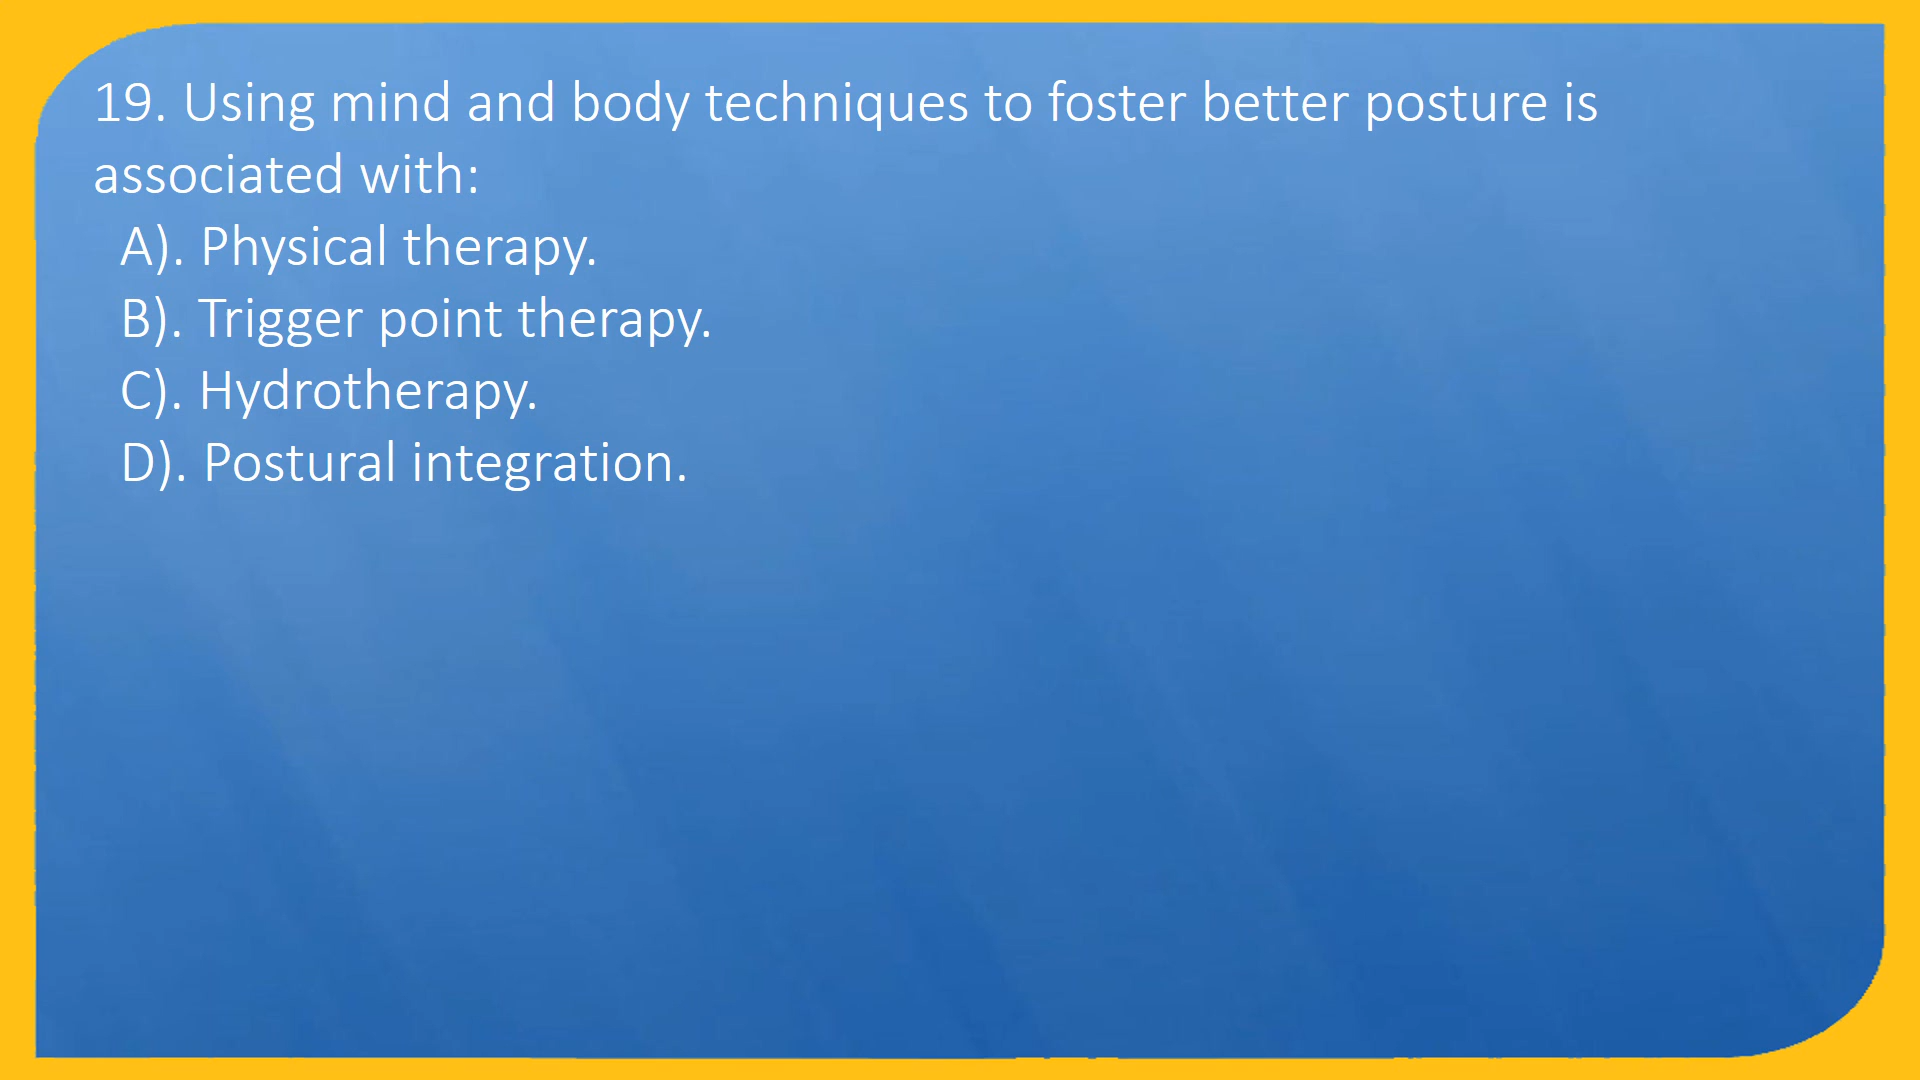 19. Using mind and body techniques to foster better posture is
associated with:
A). Physical therapy.
B). Trigger point therapy.
C). Hydrotherapy.
D). Postural integration.